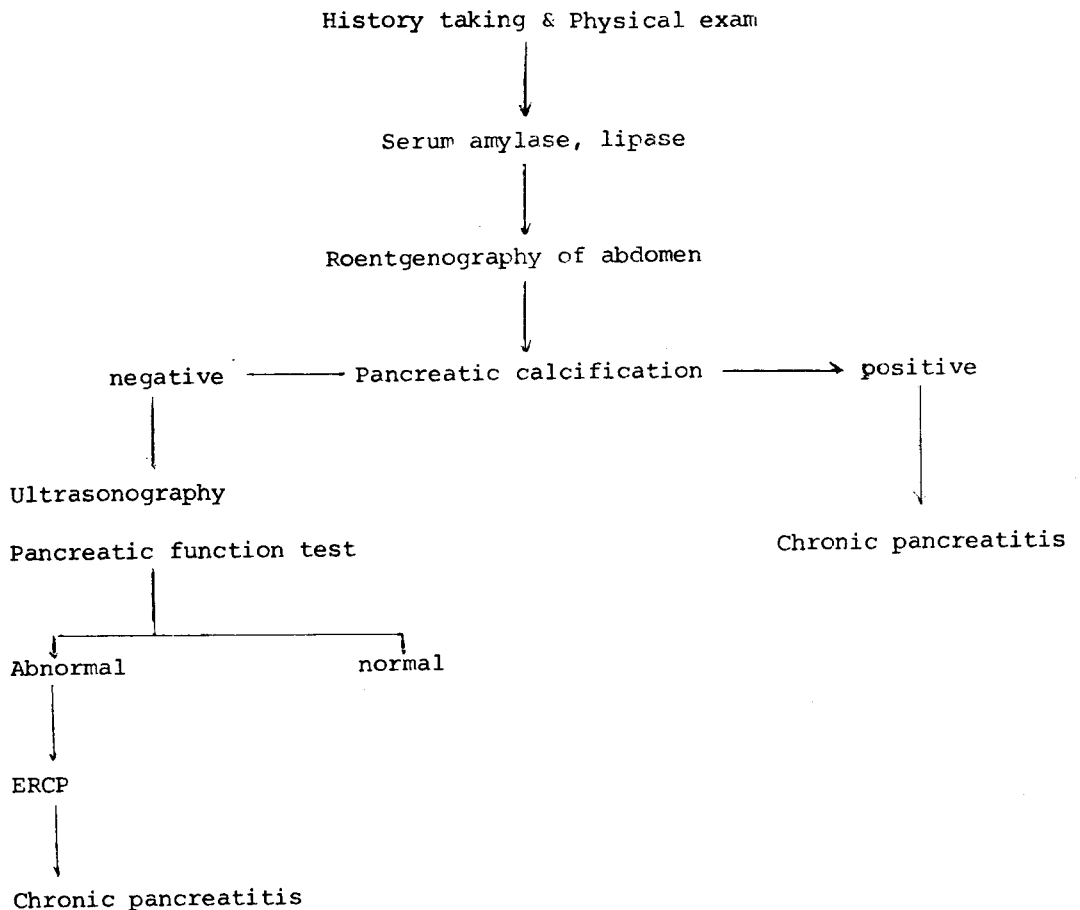 History taking & Physical exam
Serum amylase, lipase
Roentgenography of abdomen
negative
Pancreatic calcification
positive
Ultrasonography
Pancreatic function test
Chronic pancreatitis
Abnormal
normal
ERCP
Chronic pancreatitis